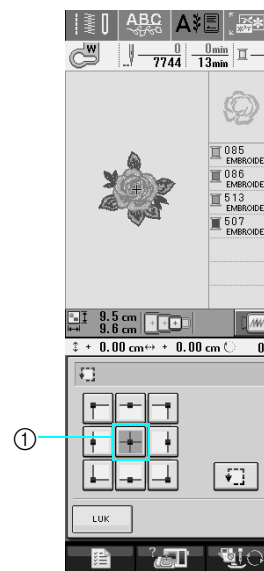 ABC A
W 0 0 min
7744 13 min
085
EMBROIDE
086
EMBROIDE
513
EMBROIDE
507
EMBROIDE
9.5 cm
9.6 cm
+ 0.00 cm + 0.00 cm 0
1
LUK
?